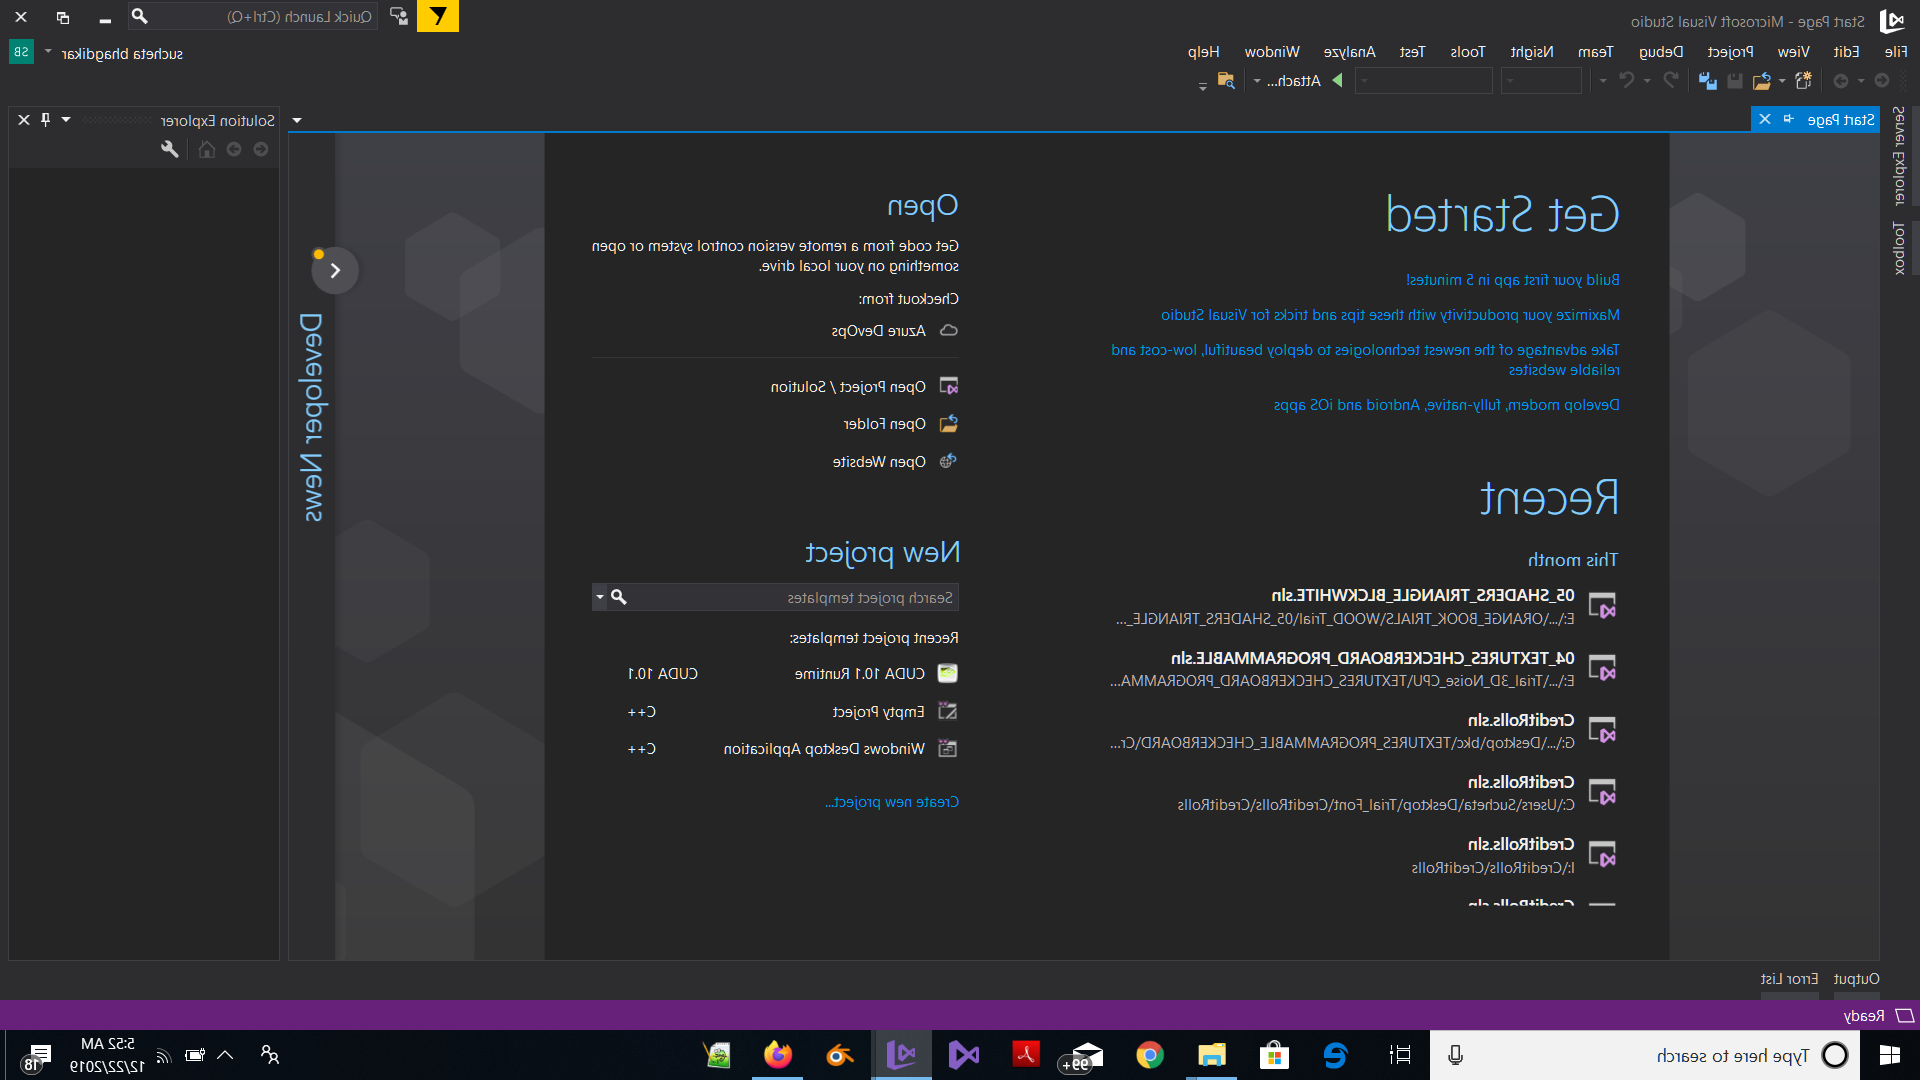 Start Page - Microsoft Visual Studio
Quick Launch (Ctrl+Q)
File Edit View Project Debug Team Nsight Tools Test Analyze Window Help
sucheta bhagdikar
SB
Attach...
Server Explorer
Toolbox
Start Page
Solution Explorer
Get Started
Build your first app in 5 minutes!
Maximize your productivity with these tips and tricks for Visual Studio
Take advantage of the newest technologies to deploy beautiful, low-cost and
reliable websites
Develop modern, fully-native, Android and iOS apps
Recent
This month
05_SHADERS_TRIANGLE_BLCKWHITE.sln
E:\...\ORANGE_BOOK_TRIALS\WOOD_Trial\05_SHADERS_TRIANGLE_...
04_TEXTURES_CHECKERBOARD_PROGRAMMABLE.sln
E:\...\Trial_3D_Noise_CPU\TEXTURES_CHECKERBOARD_PROGRAMMA...
CreditRolls.sln
G:\...\Desktop\bkc\TEXTURES_PROGRAMMABLE_CHECKERBOARD\Cr...
CreditRolls.sln
C:\Users\Sucheta\Desktop\Trial_Font\CreditRolls\CreditRolls
CreditRolls.sln
I:\CreditRolls\CreditRolls
CreditRolls.sln
Open
Get code from a remote version control system or open
something on your local drive.
Checkout from:
Azure DevOps
Open Project / Solution
Open Folder
Open Website
New project
Search project templates
Recent project templates:
CUDA 10.1 Runtime CUDA 10.1
Empty Project C++
Windows Desktop Application C++
Create new project...
Developer News
Output Error List
Ready
Type here to search
99+
5:52 AM
12/22/2019
18